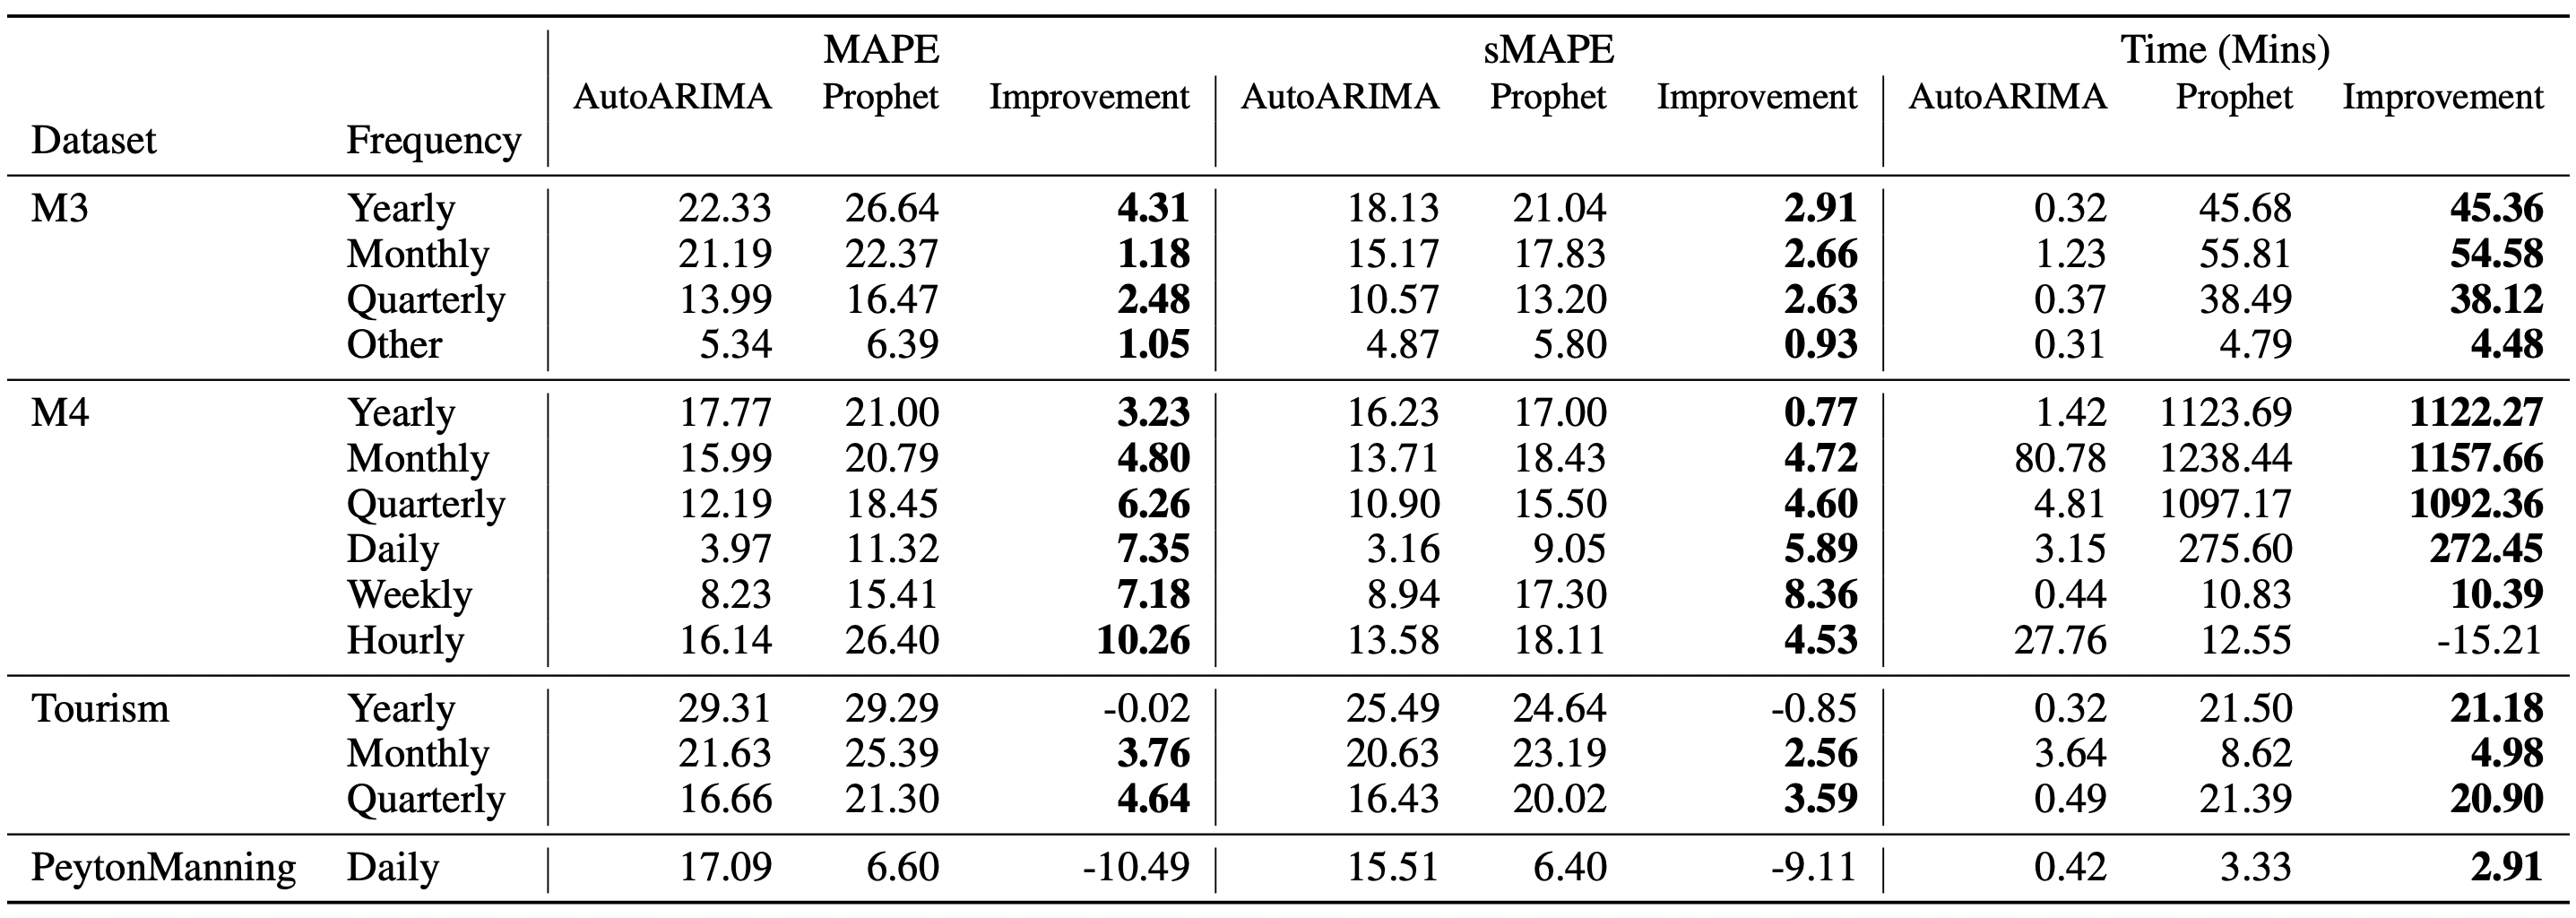 MAPE sMAPE Time (Mins)
AutoARIMA Prophet Improvement AutoARIMA Prophet Improvement AutoARIMA Prophet Improvement
Dataset Frequency
M3 Yearly 22.33 26.64 4.31 18.13 21.04 2.91 0.32 45.68 45.36
Monthly 21.19 22.37 1.18 15.17 17.83 2.66 1.23 55.81 54.58
Quarterly 13.99 16.47 2.48 10.57 13.20 2.63 0.37 38.49 38.12
Other 5.34 6.39 1.05 4.87 5.80 0.93 0.31 4.79 4.48
M4 Yearly 17.77 21.00 3.23 16.23 17.00 0.77 1.42 1123.69 1122.27
Monthly 15.99 20.79 4.80 13.71 18.43 4.72 80.78 1238.44 1157.66
Quarterly 12.19 18.45 6.26 10.90 15.50 4.60 4.81 1097.17 1092.36
Daily 3.97 11.32 7.35 3.16 9.05 5.89 3.15 275.60 272.45
Weekly 8.23 15.41 7.18 8.94 17.30 8.36 0.44 10.83 10.39
Hourly 16.14 26.40 10.26 13.58 18.11 4.53 27.76 12.55 -15.21
Tourism Yearly 29.31 29.29 -0.02 25.49 24.64 -0.85 0.32 21.50 21.18
Monthly 21.63 25.39 3.76 20.63 23.19 2.56 3.64 8.62 4.98
Quarterly 16.66 21.30 4.64 16.43 20.02 3.59 0.49 21.39 20.90
PeytonManning Daily 17.09 6.60 -10.49 15.51 6.40 -9.11 0.42 3.33 2.91